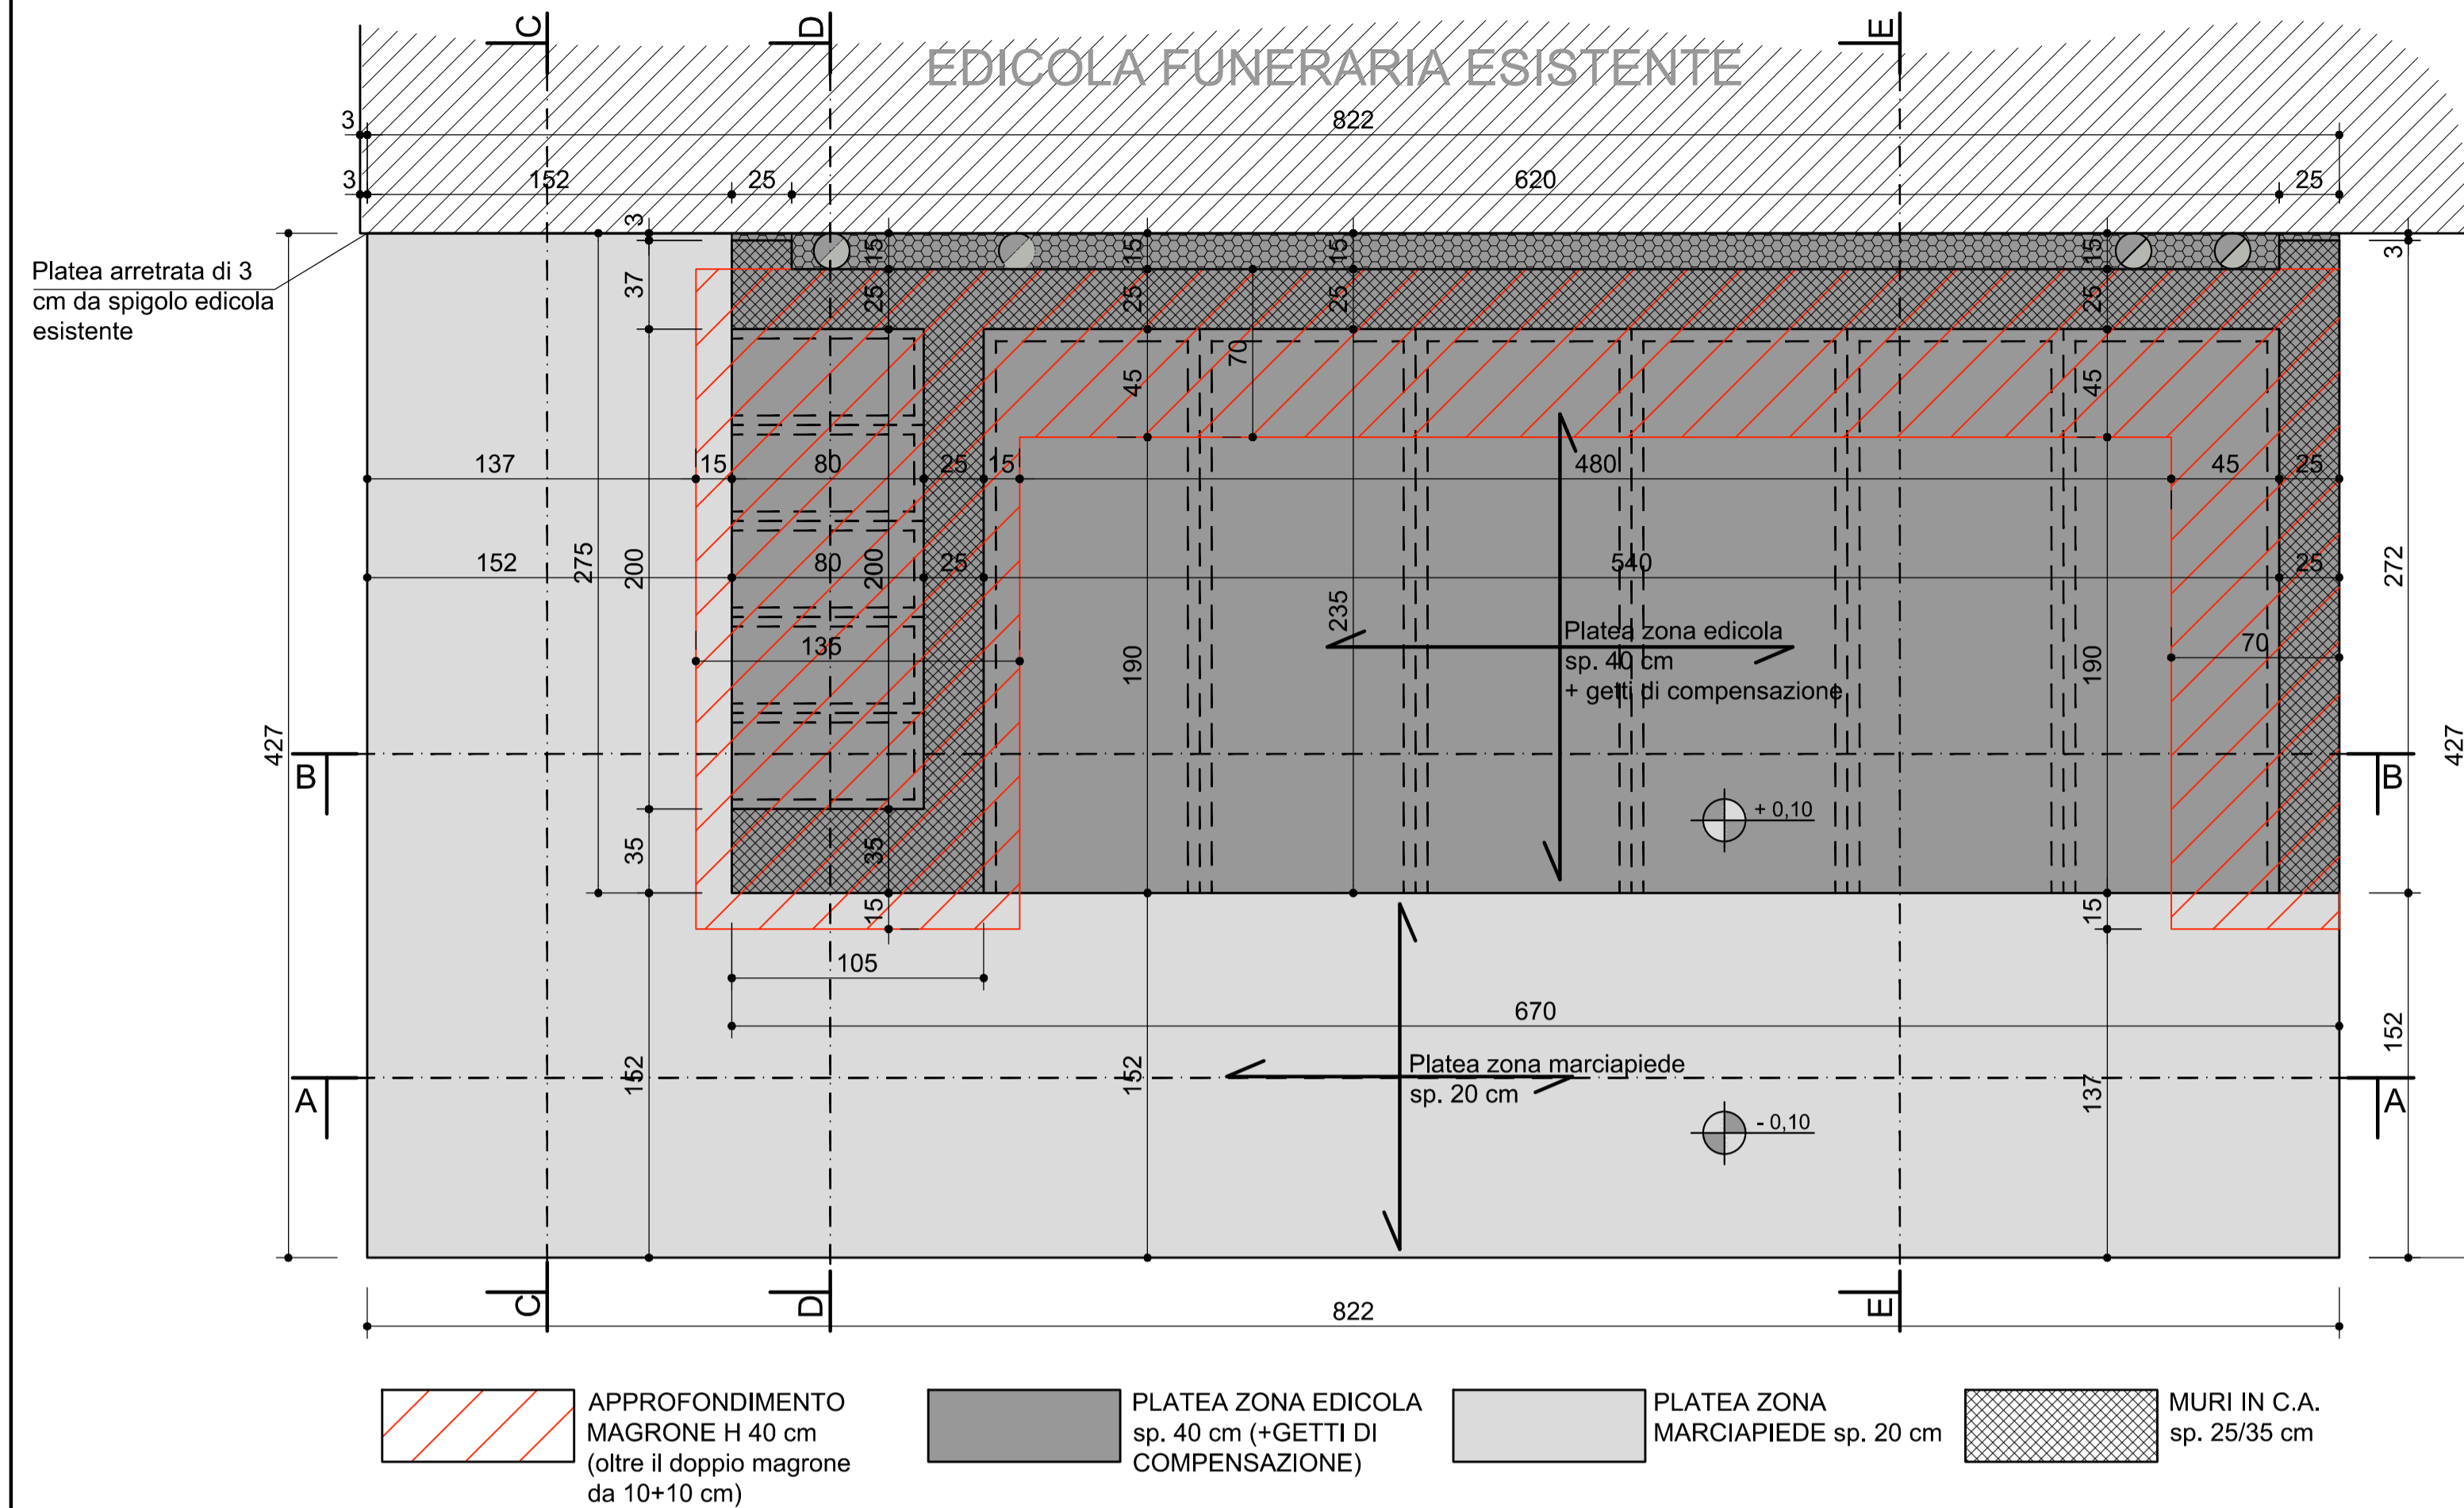 C
D
E
EDICOLA FUNERARIA ESISTENTE
3
822
3
152
25
620
25
Platea arretrata di 3
cm da spigolo edicola
esistente
3
15
15
15
15
3
37
25
25
25
25
70
45
45
137
15
80
25
15
480
45
25
152
275
200
80
200
25
540
25
272
235
135
190
Platea zona edicola
sp. 40 cm
+ getti di compensazione
190
70
427
427
B
B
+ 0,10
35
35
15
15
105
670
152
152
152
Platea zona marciapiede
sp. 20 cm
137
A
A
- 0,10
C
D
E
822
APPROFONDIMENTO
MAGRONE H 40 cm
(oltre il doppio magrone
da 10+10 cm)
PLATEA ZONA EDICOLA
sp. 40 cm (+GETTI DI
COMPENSAZIONE)
PLATEA ZONA
MARCIAPIEDE sp. 20 cm
MURI IN C.A.
sp. 25/35 cm